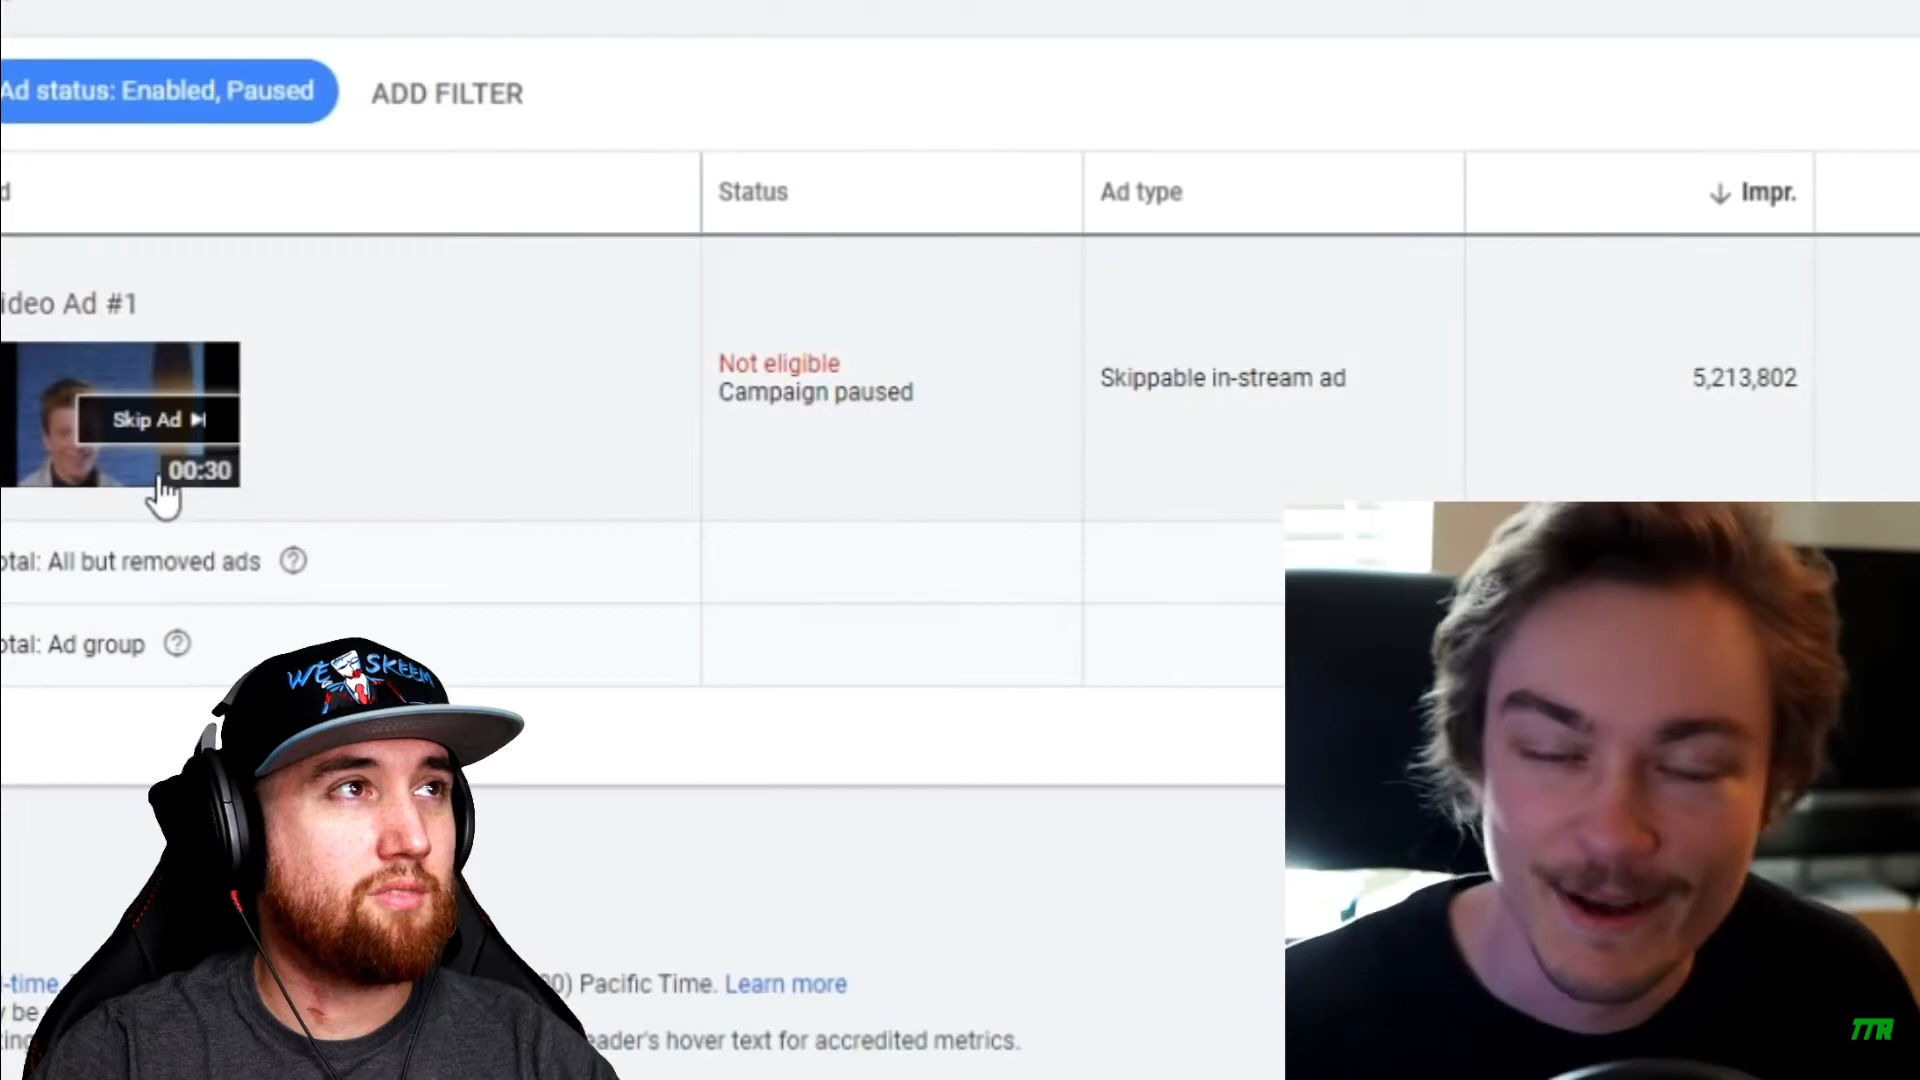 Ad status: Enabled, Paused
ADD FILTER
Status
Ad type
Impr.
ideo Ad #1
Skip Ad
00:30
Not eligible
Campaign paused
Skippable in-stream ad
5,213,802
otal: All but removed ads
otal: Ad group
WE SKEEM
-time. 00) Pacific Time. Learn more
y be
eader's hover text for accredited metrics.
TTR